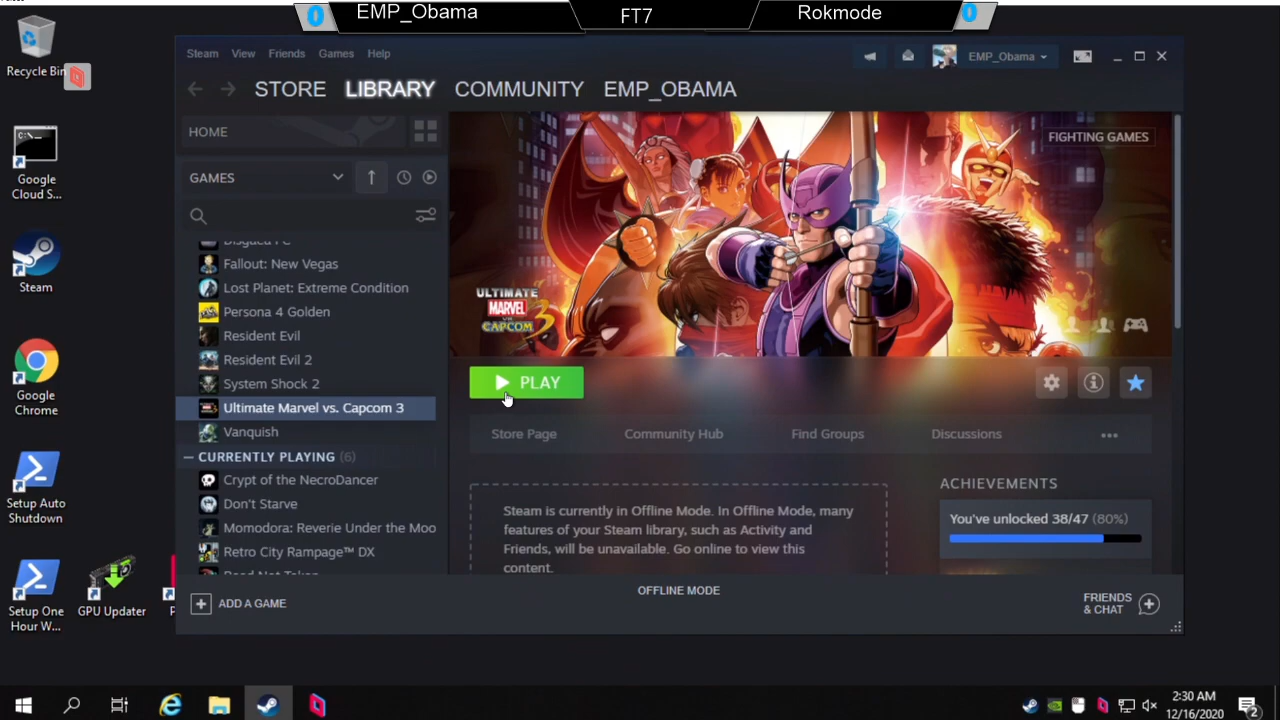 0
EMP_Obama
FT7
Rokmode
0
Recycle Bin
Google
Cloud S...
Steam
Google
Chrome
Setup Auto
Shutdown
Setup One
Hour W...
GPU Updater
P
Steam View Friends Games Help
EMP_Obama
STORE LIBRARY COMMUNITY EMP_OBAMA
HOME
GAMES
Disgaea PC
Fallout: New Vegas
Lost Planet: Extreme Condition
Persona 4 Golden
Resident Evil
Resident Evil 2
System Shock 2
Ultimate Marvel vs. Capcom 3
Vanquish
CURRENTLY PLAYING (6)
Crypt of the NecroDancer
Don't Starve
Momodora: Reverie Under the Moo
Retro City Rampage™ DX
ADD A GAME
FIGHTING GAMES
ULTIMATE
MARVEL
VS.
CAPCOM 3
PLAY
Store Page Community Hub Find Groups Discussions
Steam is currently in Offline Mode. In Offline Mode, many
features of your Steam library, such as Activity and
Friends, will be unavailable. Go online to view this
content.
ACHIEVEMENTS
You've unlocked 38/47 (80%)
OFFLINE MODE
FRIENDS
& CHAT
2:30 AM
12/16/2020
2